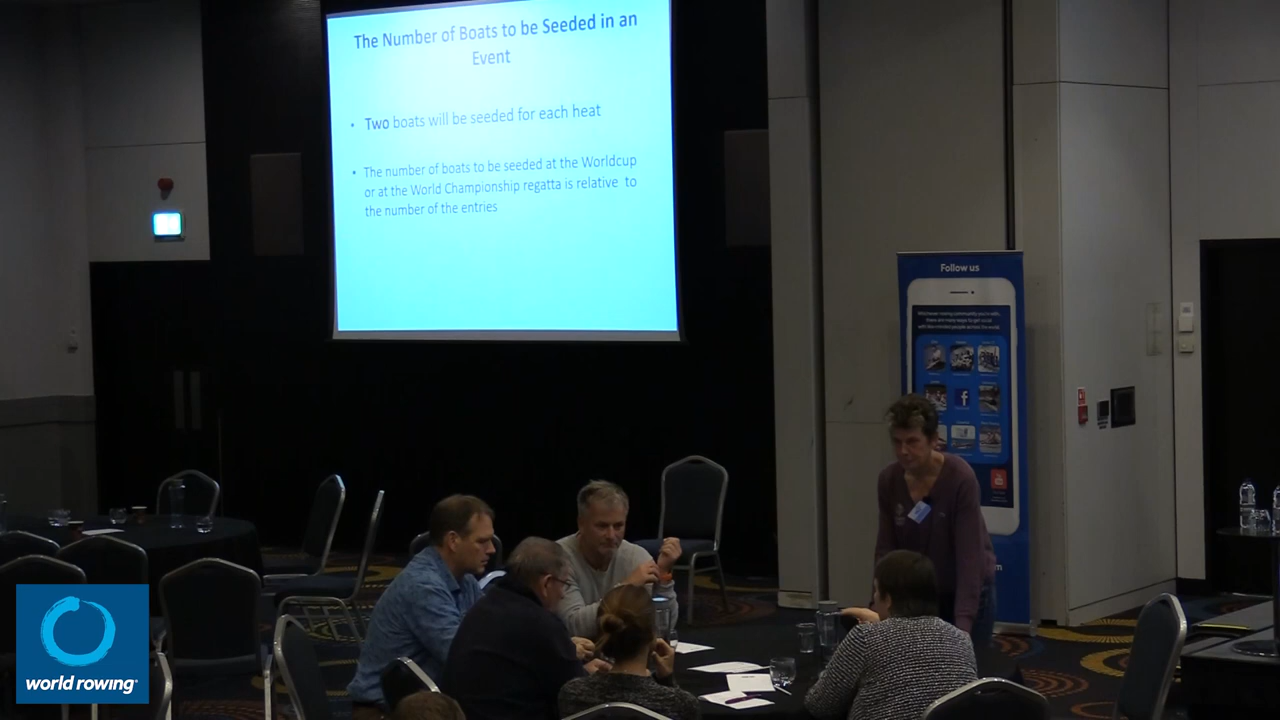 The Number of Boats to be Seeded in an
Event
• Two boats will be seeded for each heat
• The number of boats to be seeded at the Worldcup
or at the World Championship regatta is relative to
the number of the entries
Follow us
world rowing